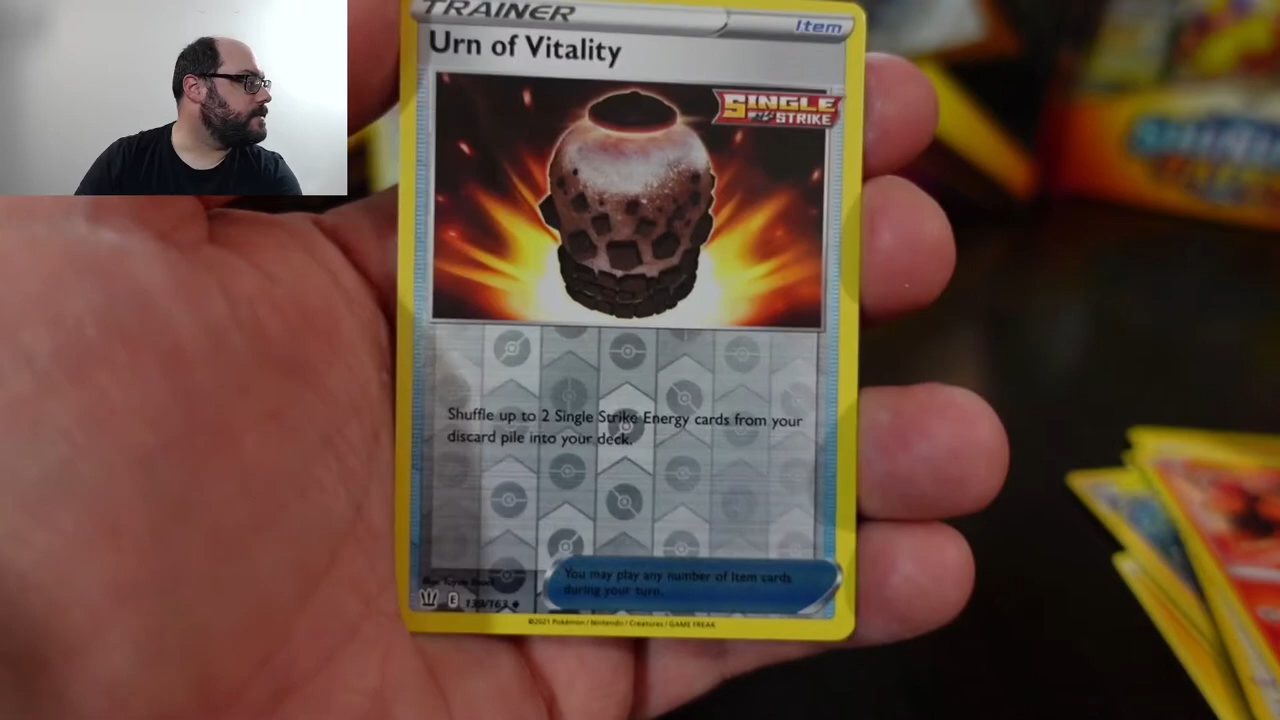 TRAINER
Item
Urn of Vitality
SINGLE
STRIKE
Shuffle up to 2 Single Strike Energy cards from your
discard pile into your deck.
You may play any number of Item cards
during your turn.
E 139/163
©2021 Pokémon / Nintendo / Creatures / GAME FREAK